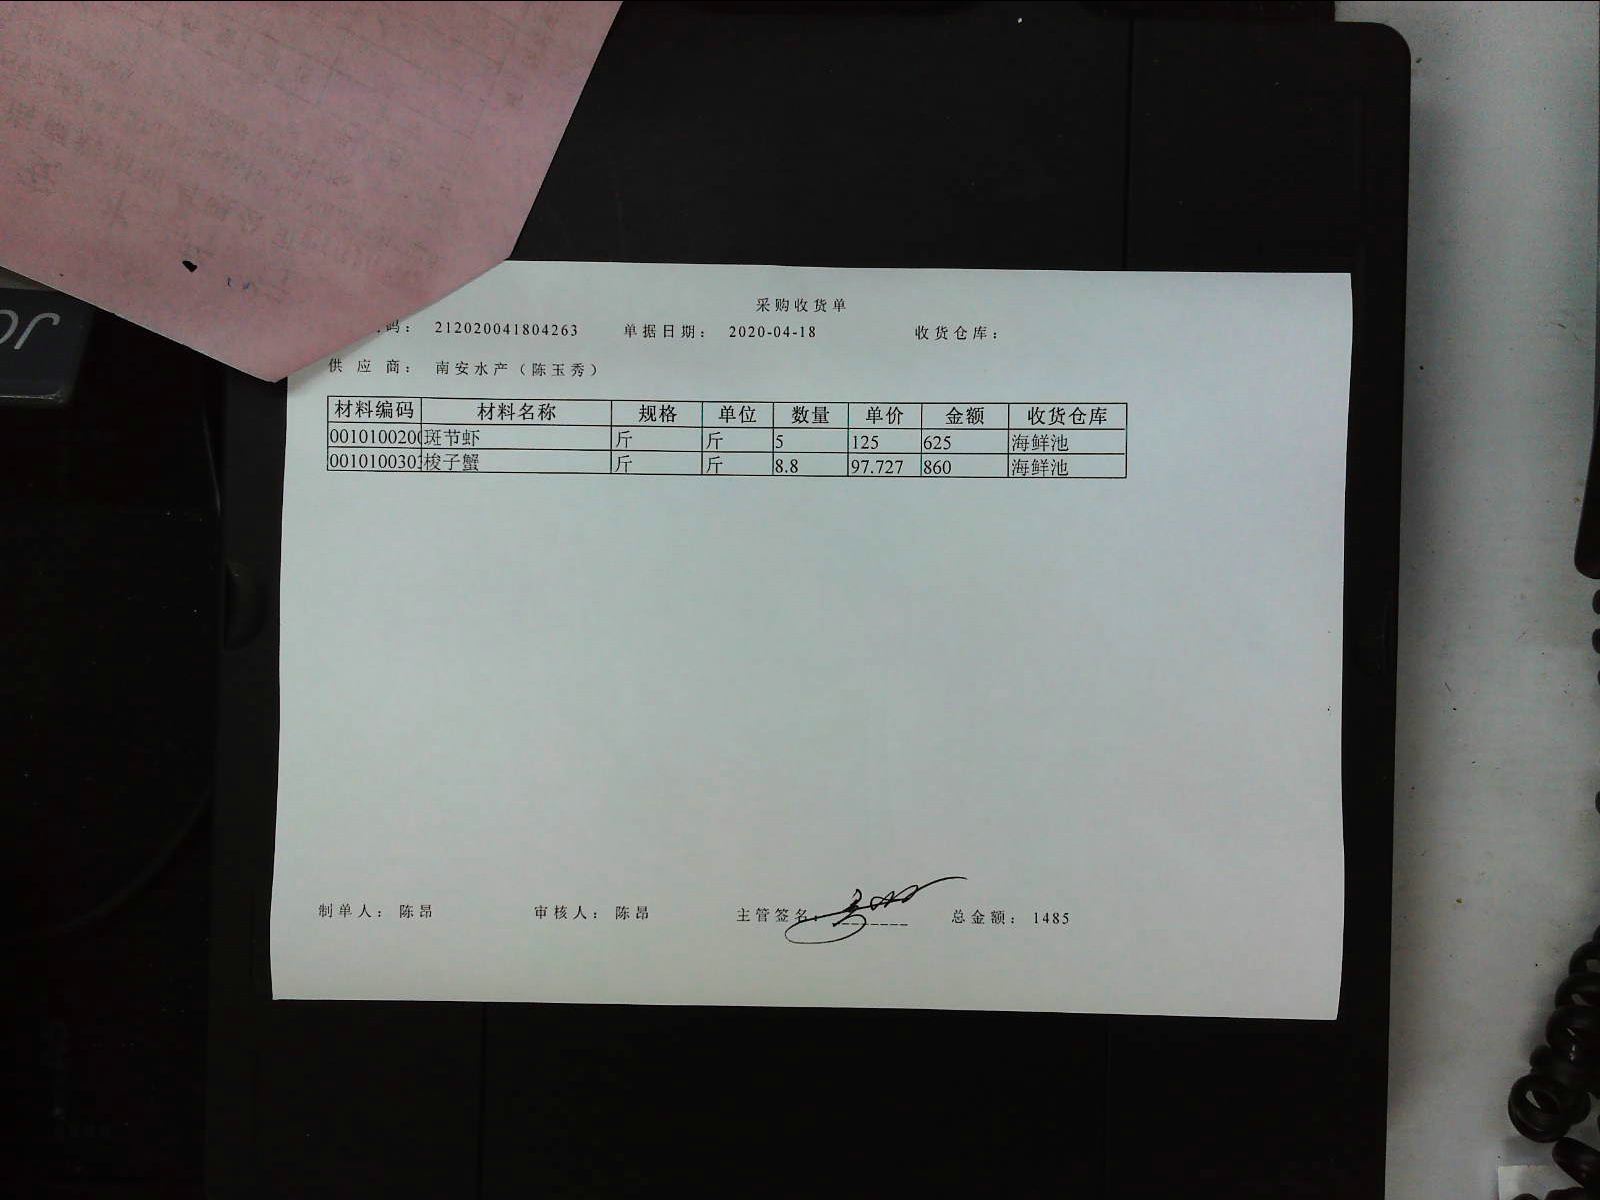 采购收货单
码: 212020041804263 单据日期: 2020-04-18 收货仓库:
供应商: 南安水产(陈玉秀)
材料编码 材料名称 规格 单位 数量 单价 金额 收货仓库
0010100200 斑节虾 斤 斤 5 125 625 海鲜池
001010030 梭子蟹 斤 斤 8.8 97.727 860 海鲜池
制单人: 陈昂 审核人: 陈昂 主管签名: 总金额: 1485